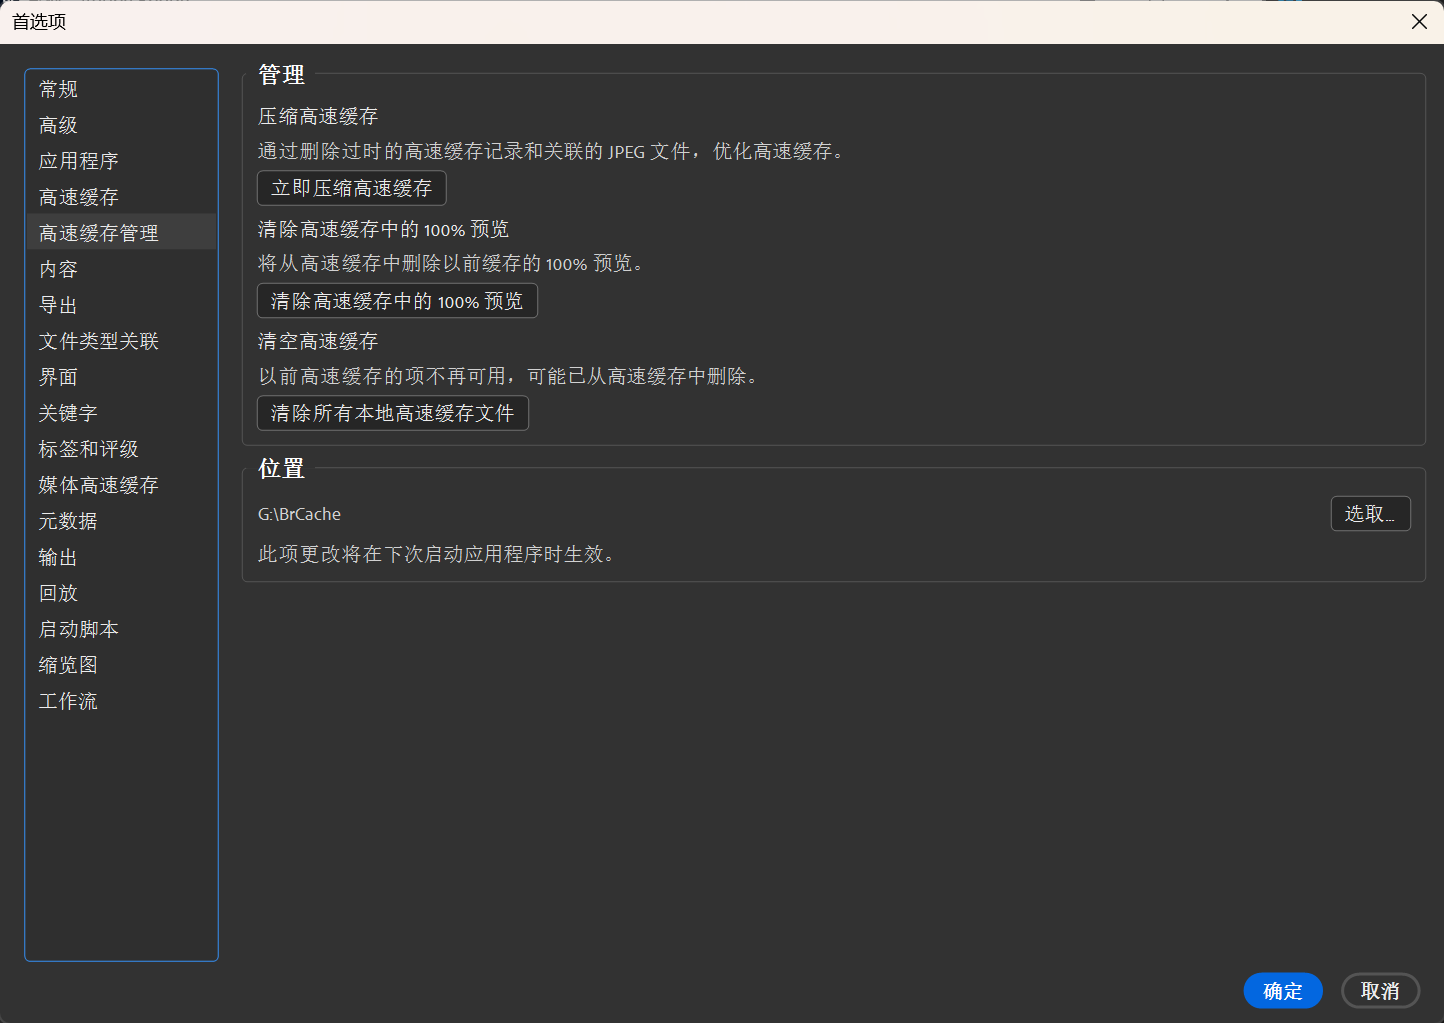 首选项
常规
高级
应用程序
高速缓存
高速缓存管理
内容
导出
文件类型关联
界面
关键字
标签和评级
媒体高速缓存
元数据
输出
回放
启动脚本
缩览图
工作流
管理
压缩高速缓存
通过删除过时的高速缓存记录和关联的 JPEG 文件，优化高速缓存。
立即压缩高速缓存
清除高速缓存中的 100% 预览
将从高速缓存中删除以前缓存的 100% 预览。
清除高速缓存中的 100% 预览
清空高速缓存
以前高速缓存的项不再可用，可能已从高速缓存中删除。
清除所有本地高速缓存文件
位置
G:\BrCache
选取...
此项更改将在下次启动应用程序时生效。
确定
取消